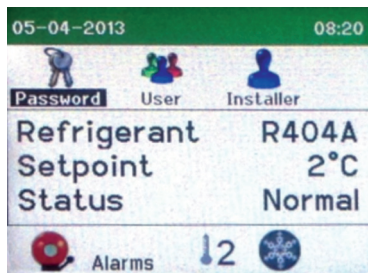 05-04-2013 08:20
Password User Installer
Refrigerant R404A
Setpoint 2°C
Status Normal
Alarms 2